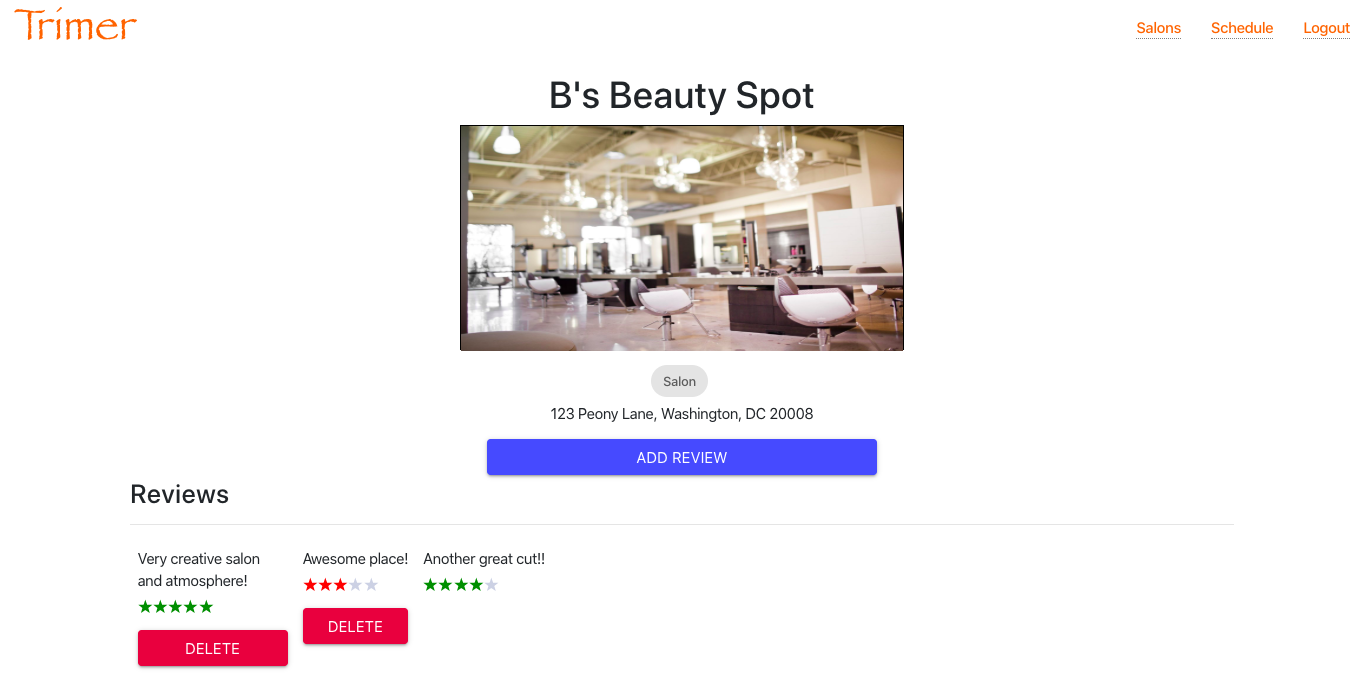 Trimer
Salons Schedule Logout
B's Beauty Spot
Salon
123 Peony Lane, Washington, DC 20008
ADD REVIEW
Reviews
Very creative salon
and atmosphere!
DELETE
Awesome place!
DELETE
Another great cut!!